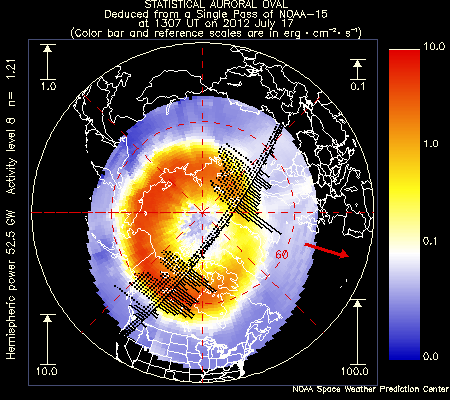 STATISTICAL AURORAL OVAL
Deduced from a Single Pass of NOAA-15
at 1307 UT on 2012 July 17
(Color bar and reference scales are in erg · cm⁻² · s⁻¹)
Hemispheric power 52.5 GW Activity level 8 n= 1.21
1.0
0.1
10.0
1.0
0.1
0.0
60
10.0
100.0
NOAA Space Weather Prediction Center